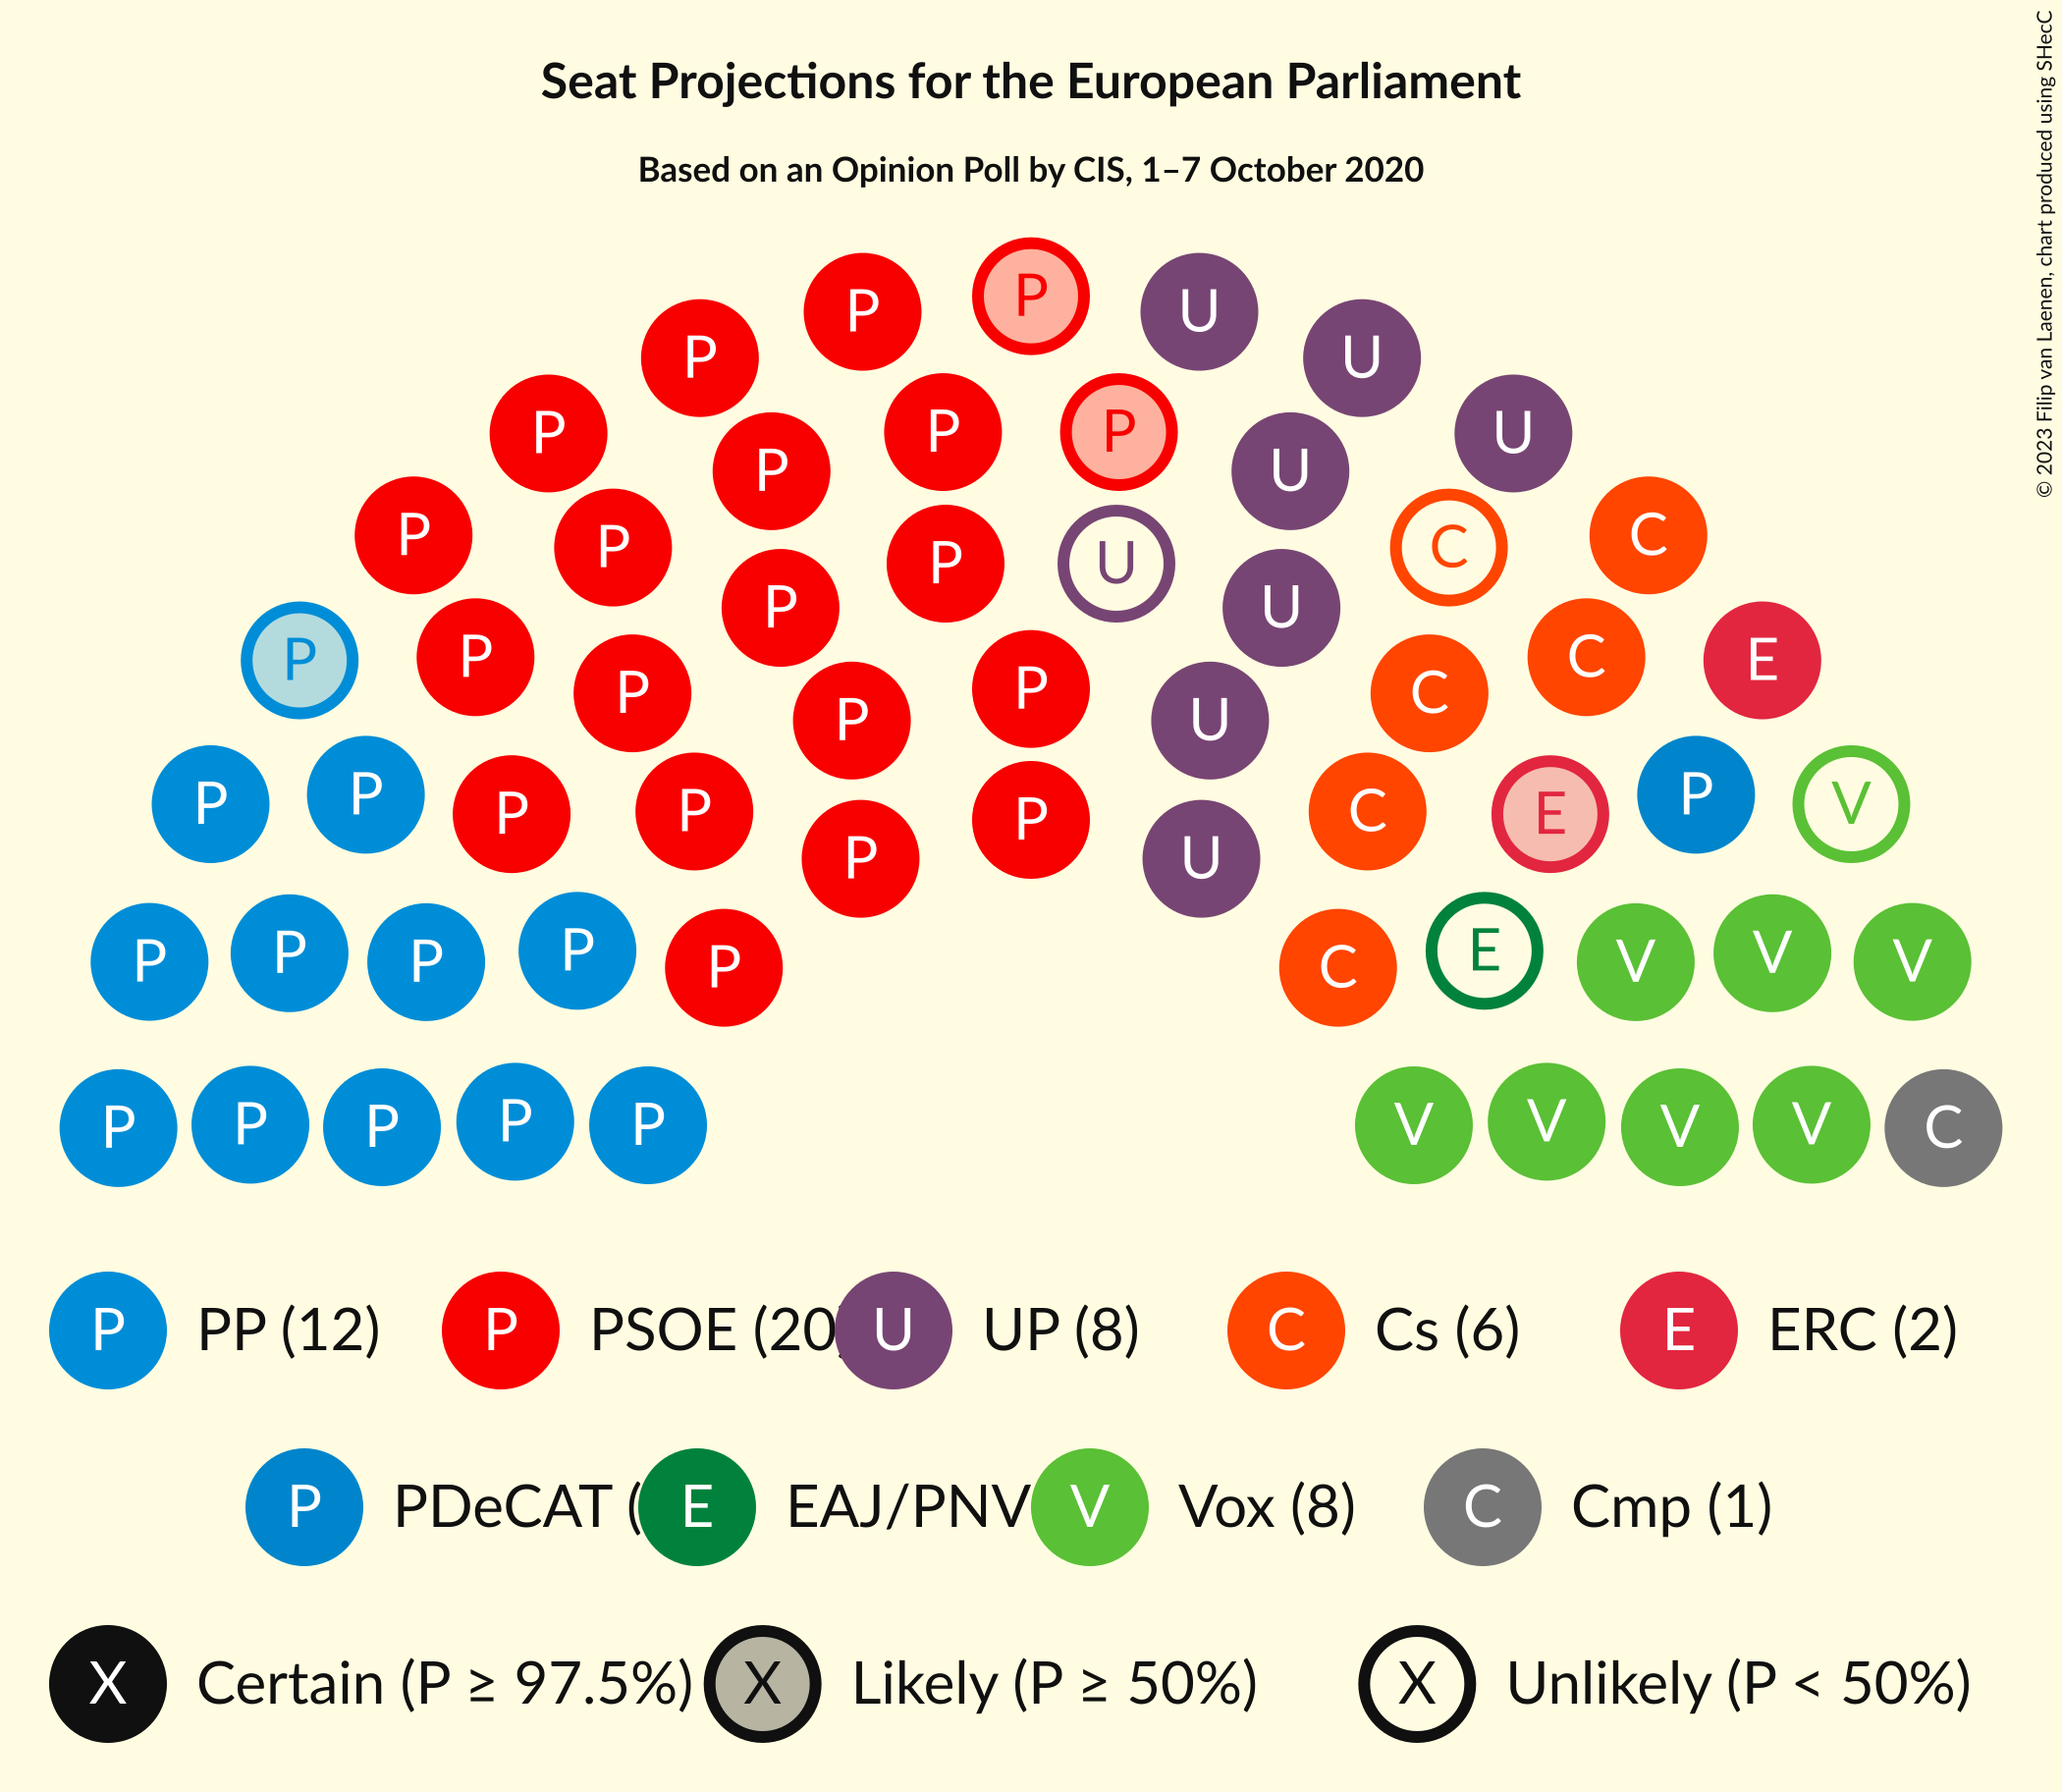 Seat Projections for the European Parliament
Based on an Opinion Poll by CIS, 1–7 October 2020
© 2023 Filip van Laenen, chart produced using SHecC
P P P U U
P P P P U U
P P P U U C C
P P P P U C C E
P P P P P U C E P V
P P P P P P U C E V V V
P P P P P V V V V C
P PP (12) P PSOE (20 U UP (8) C Cs (6) E ERC (2)
P PDeCAT ( E EAJ/PNV V Vox (8) C Cmp (1)
X Certain (P ≥ 97.5%) X Likely (P ≥ 50%) X Unlikely (P < 50%)